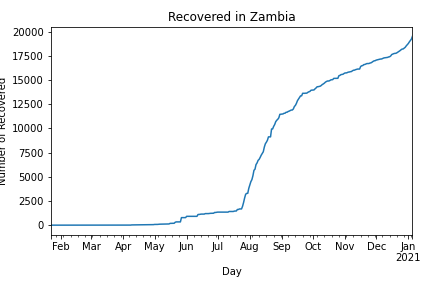 Recovered in Zambia
20000
17500
15000
12500
10000
7500
5000
2500
0
Number of Recovered
Feb Mar Apr May Jun Jul Aug Sep Oct Nov Dec Jan
2021
Day